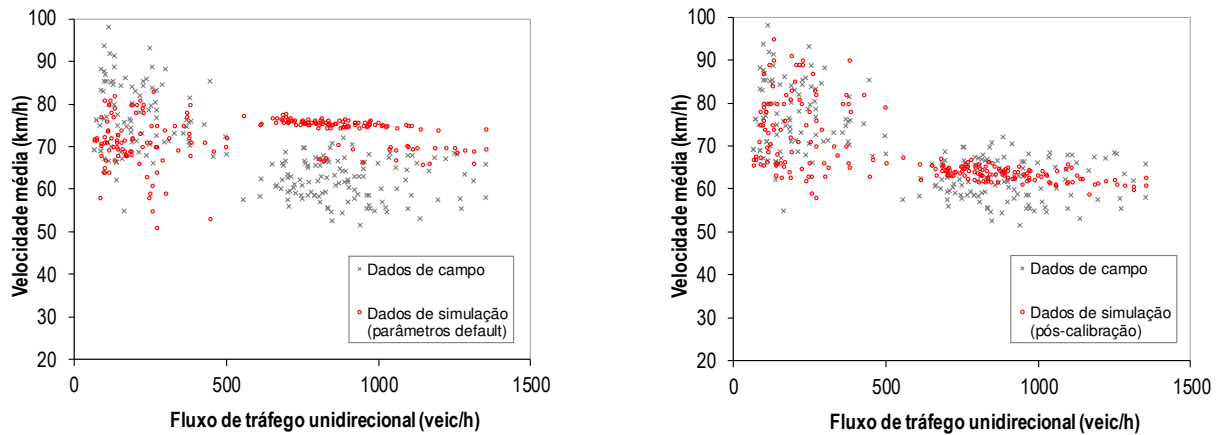 100
90
80
70
60
50
40
30
20
Velocidade média (km/h)
0
500
1000
1500
Fluxo de tráfego unidirecional (veic/h)
Dados de campo
Dados de simulação
(parâmetros default)
100
90
80
70
60
50
40
30
20
Velocidade média (km/h)
0
500
1000
1500
Fluxo de tráfego unidirecional (veic/h)
Dados de campo
Dados de simulação
(pós-calibração)